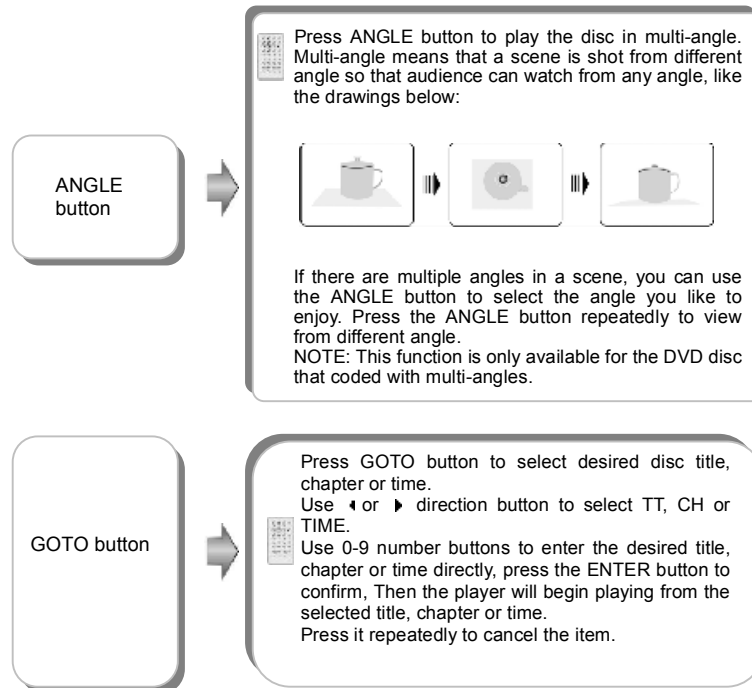 Press ANGLE button to play the disc in multi-angle.
Multi-angle means that a scene is shot from different
angle so that audience can watch from any angle, like
the drawings below:
ANGLE
button
If there are multiple angles in a scene, you can use
the ANGLE button to select the angle you like to
enjoy. Press the ANGLE button repeatedly to view
from different angle.
NOTE: This function is only available for the DVD disc
that coded with multi-angles.
GOTO button
Press GOTO button to select desired disc title,
chapter or time.
Use or direction button to select TT, CH or
TIME.
Use 0-9 number buttons to enter the desired title,
chapter or time directly, press the ENTER button to
confirm, Then the player will begin playing from the
selected title, chapter or time.
Press it repeatedly to cancel the item.